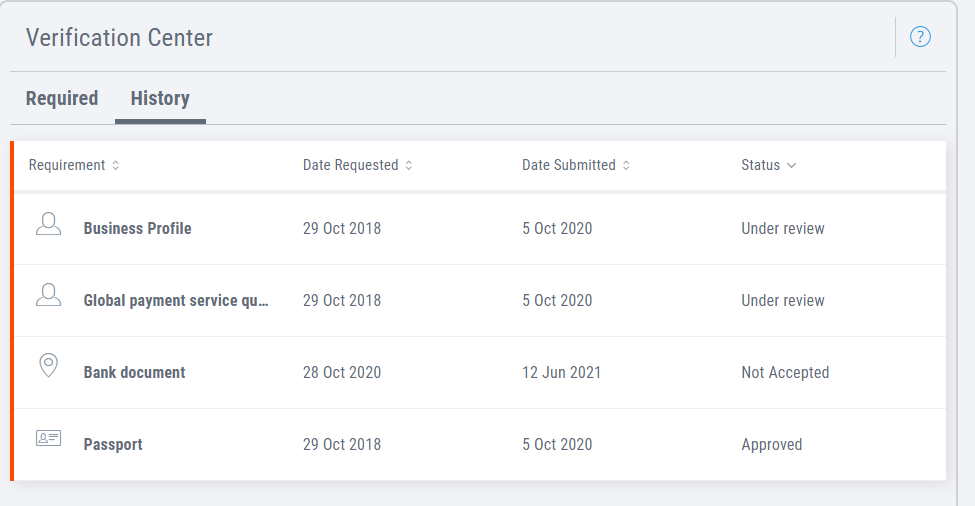 Verification Center
?
Required History
Requirement Date Requested Date Submitted Status
Business Profile 29 Oct 2018 5 Oct 2020 Under review
Global payment service qu... 29 Oct 2018 5 Oct 2020 Under review
Bank document 28 Oct 2020 12 Jun 2021 Not Accepted
Passport 29 Oct 2018 5 Oct 2020 Approved